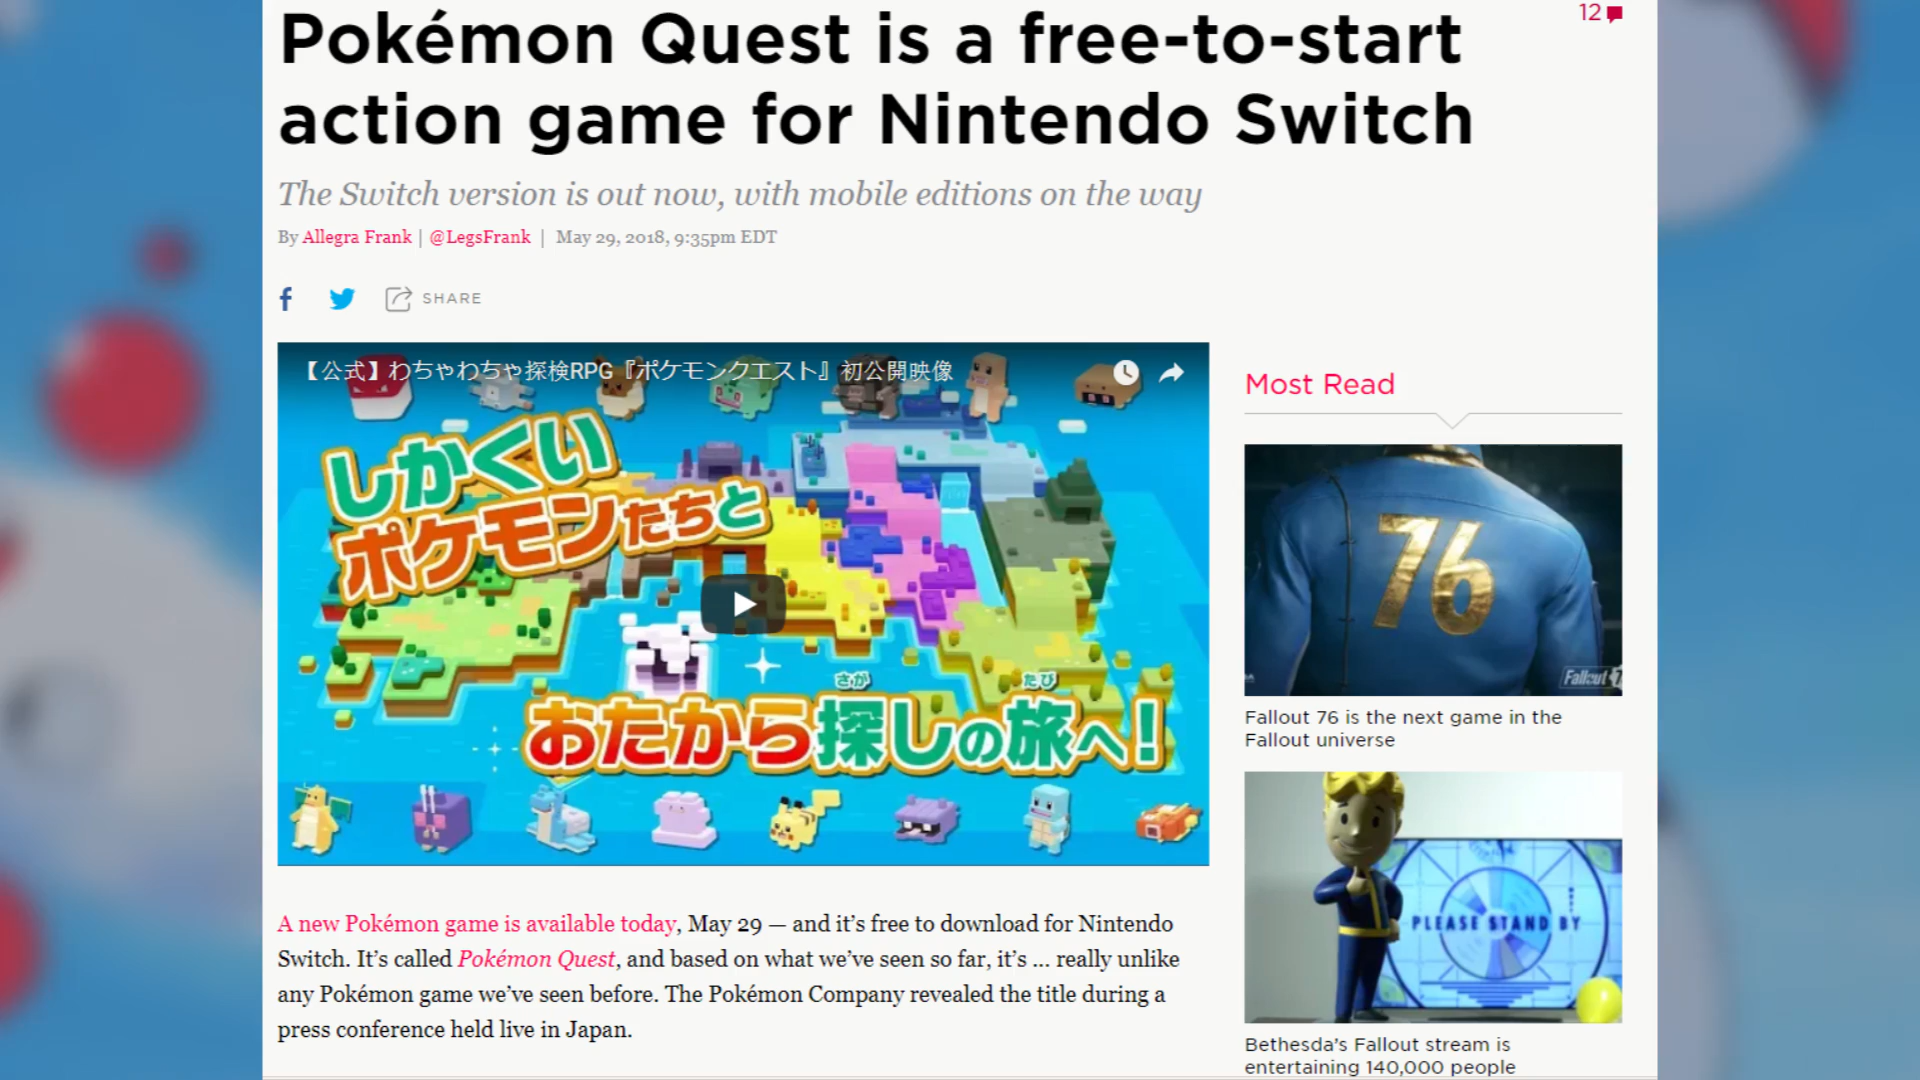 Pokémon Quest is a free-to-start
action game for Nintendo Switch
12
The Switch version is out now, with mobile editions on the way
By Allegra Frank | @LegsFrank | May 29, 2018, 9:35pm EDT
SHARE
【公式】わちゃわちゃ探検RPG『ポケモンクエスト』初公開映像
しかくい
ポケモンたちと
さが たび
おたから探しの旅へ!
A new Pokémon game is available today, May 29 — and it's free to download for Nintendo
Switch. It's called Pokémon Quest, and based on what we've seen so far, it's ... really unlike
any Pokémon game we've seen before. The Pokémon Company revealed the title during a
press conference held live in Japan.
Most Read
76
Fallout 7
Fallout 76 is the next game in the
Fallout universe
PLEASE STAND BY
Bethesda's Fallout stream is
entertaining 140,000 people